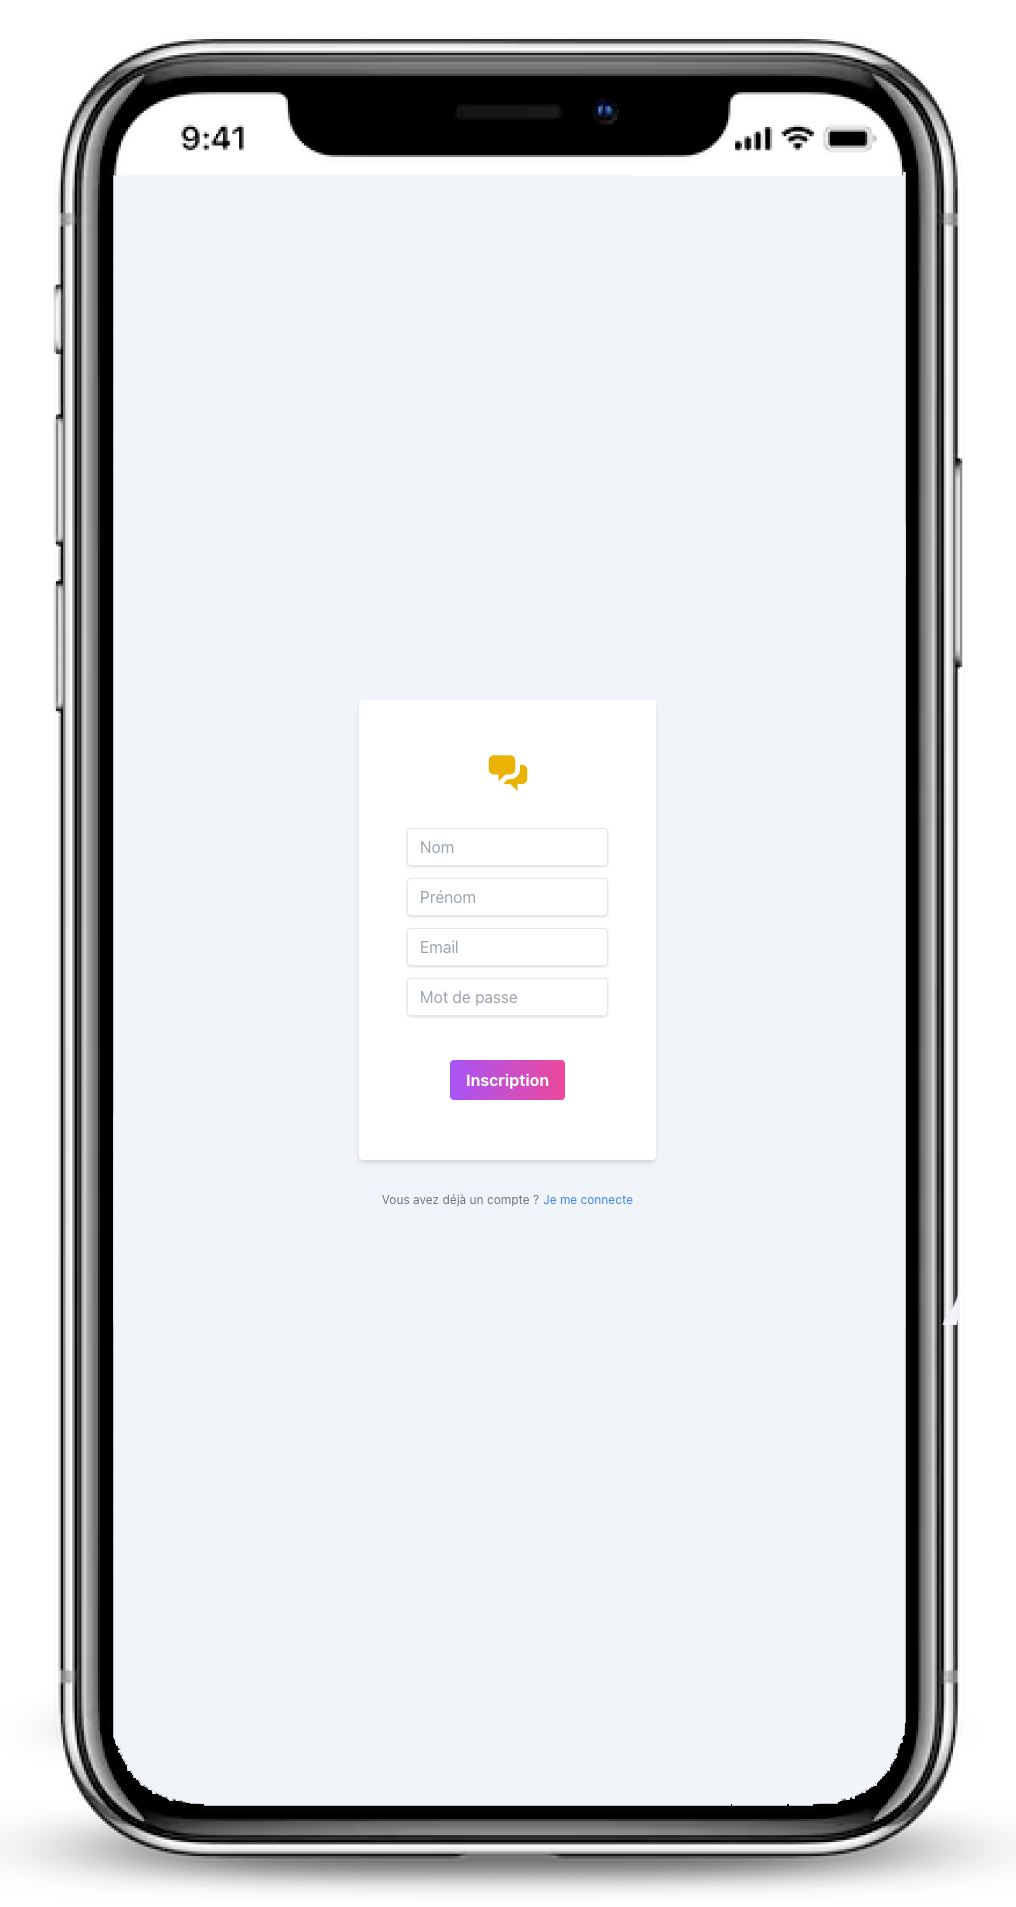 9:41
Nom
Prénom
Email
Mot de passe
Inscription
Vous avez déjà un compte ? Je me connecte